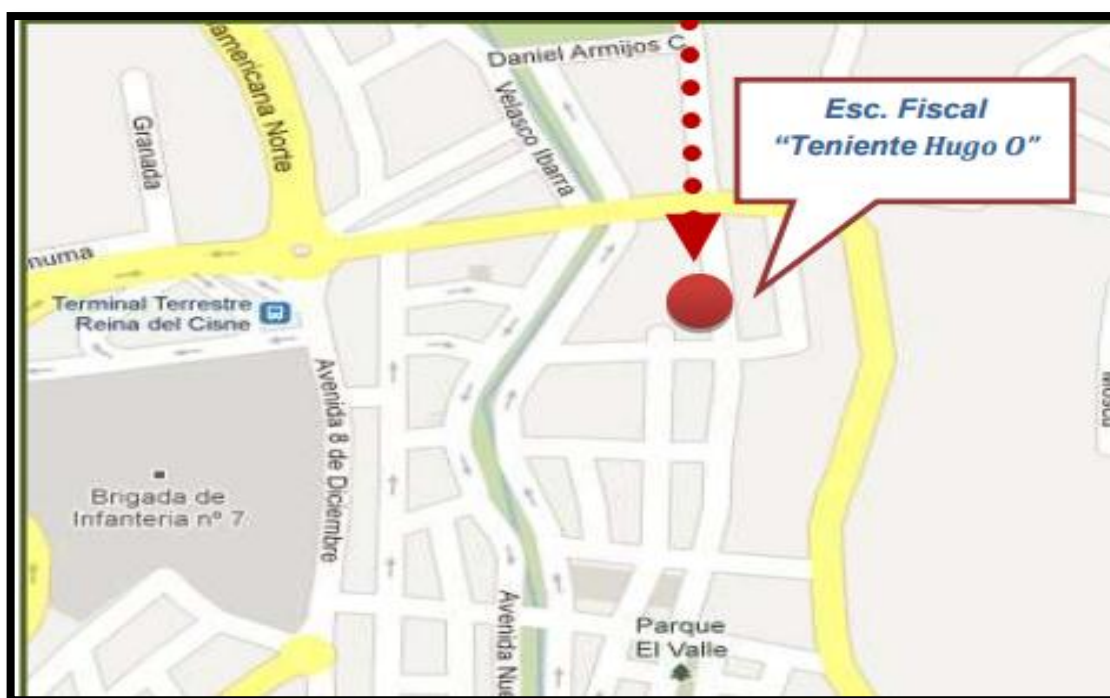 americana Norte
Daniel Armijos C
Velasco Ibarra
Granada
Esc. Fiscal
“Teniente Hugo O”
numa
Terminal Terrestre
Reina del Cisne
Avenida 8 de Diciembre
Brigada de
Infanteria nº 7
Avenida Nue
Parque
El Valle